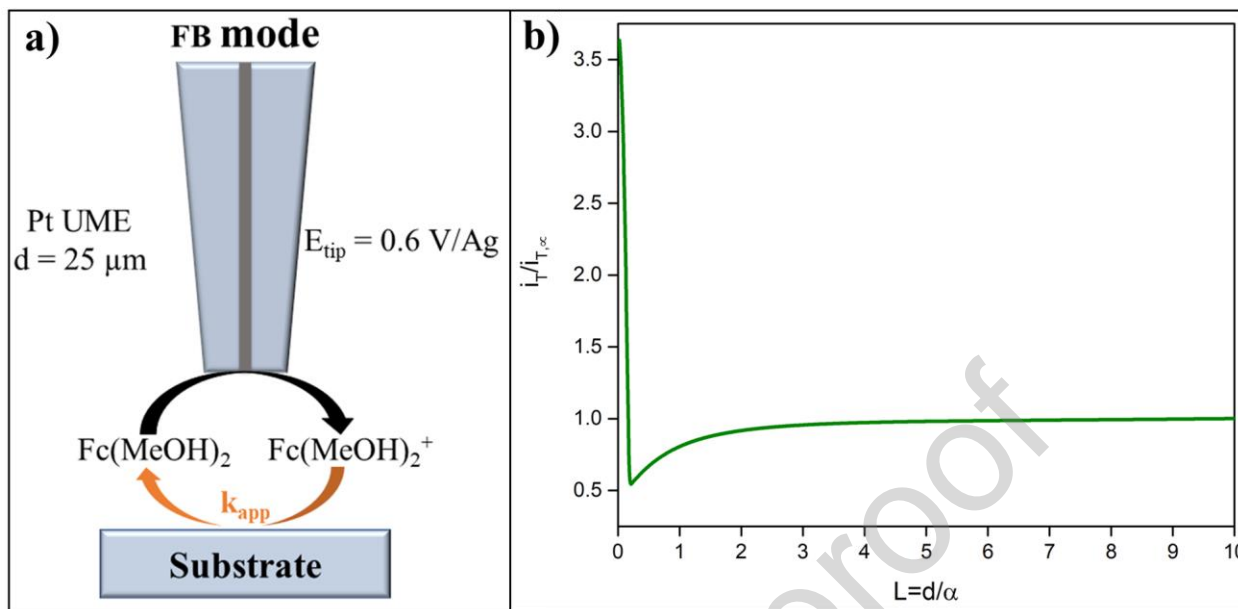 a)
FB mode
Pt UME
d = 25 µm
E_tip = 0.6 V/Ag
Fc(MeOH)₂
Fc(MeOH)₂⁺
k_app
Substrate
b)
i_T/i_T,∝
3.5
3.0
2.5
2.0
1.5
1.0
0.5
0 1 2 3 4 5 6 7 8 9 10
L=d/α
proof